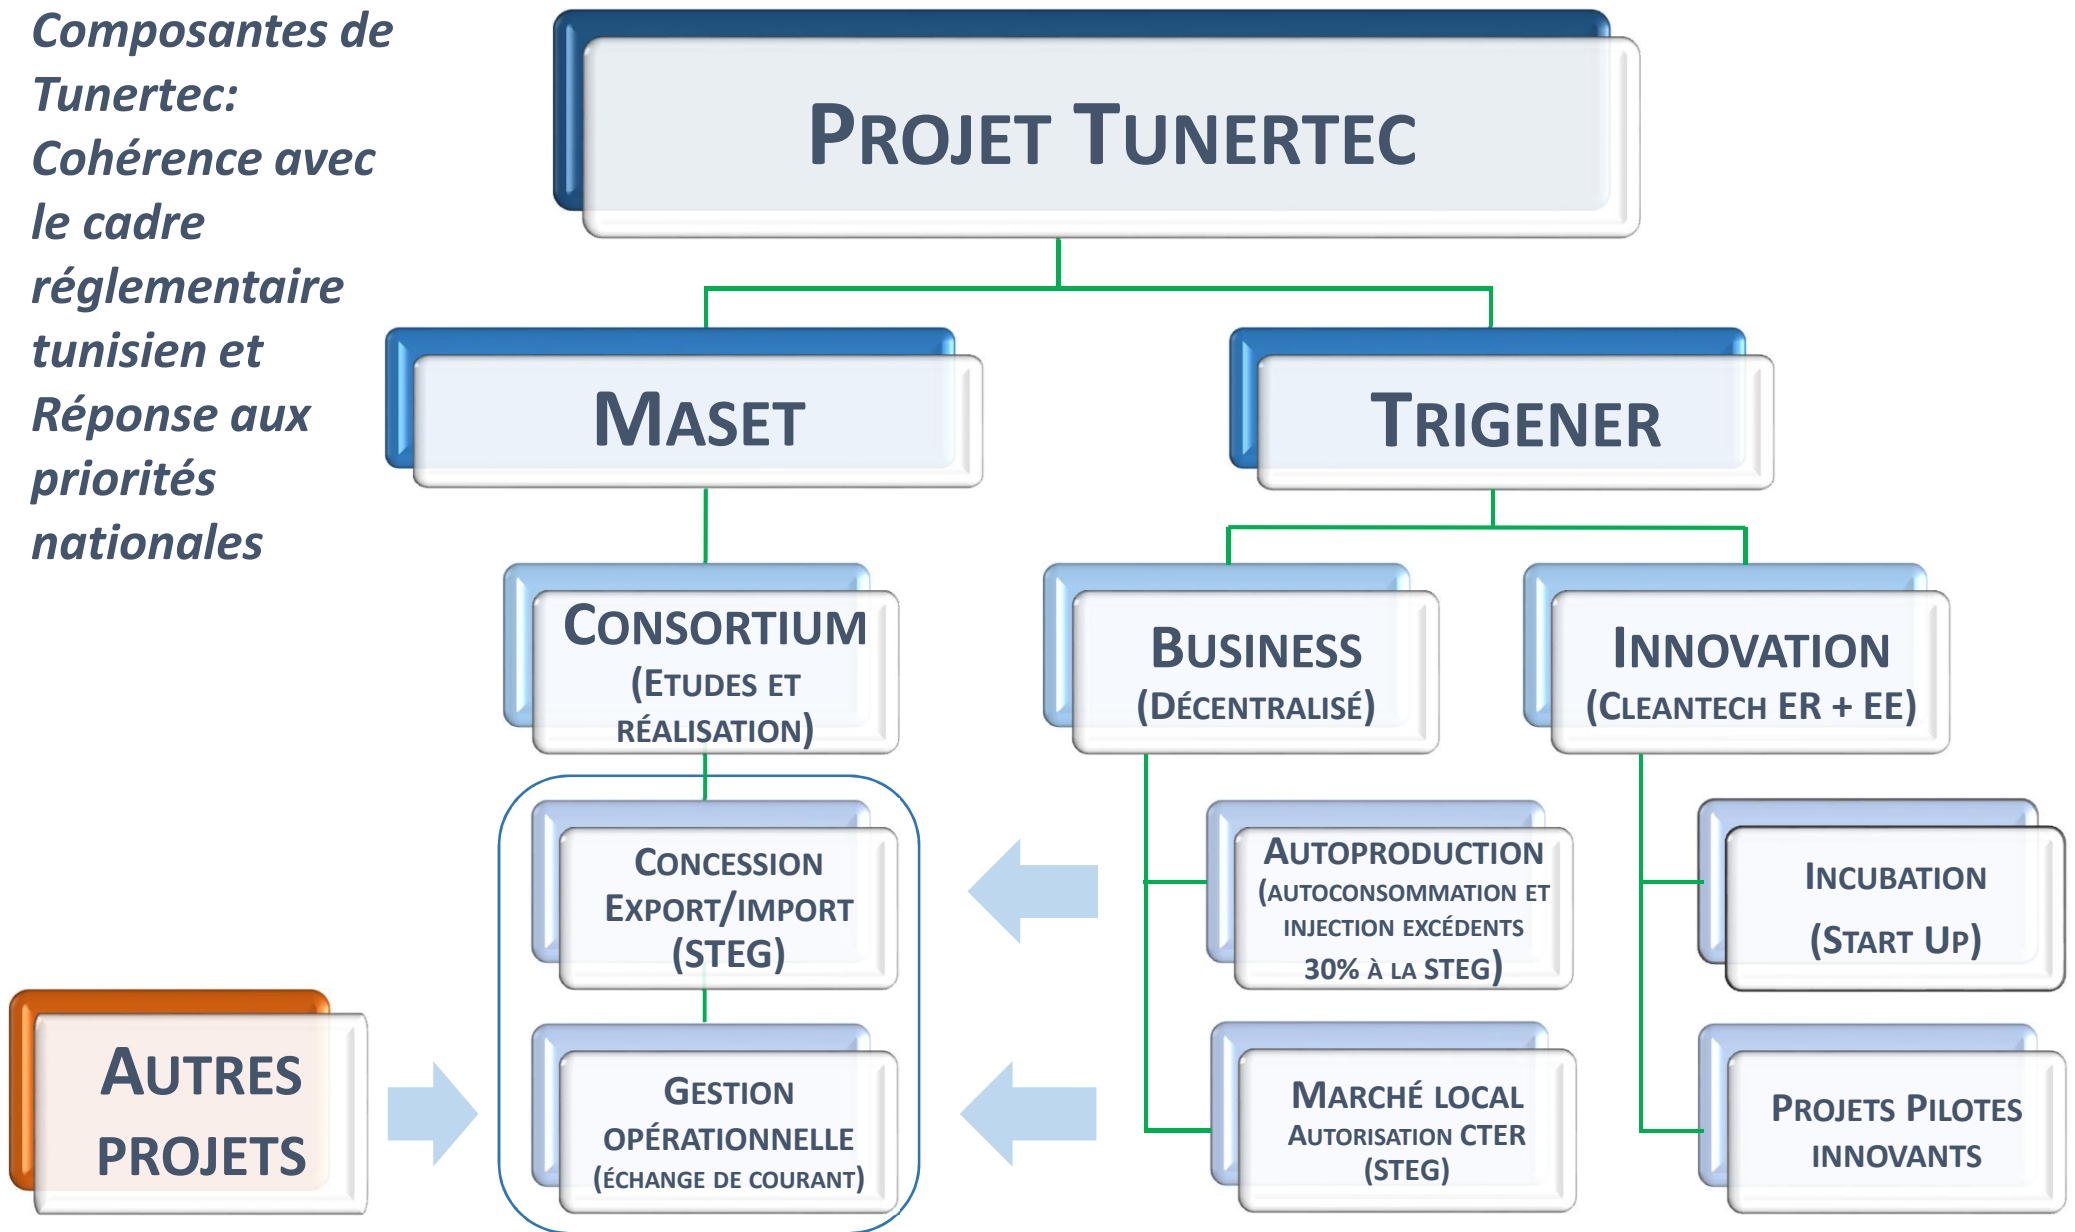 Composantes de
Tunertec:
Cohérence avec
le cadre
réglementaire
tunisien et
Réponse aux
priorités
nationales
PROJET TUNERTEC
MASET
TRIGENER
CONSORTIUM
(ETUDES ET
RÉALISATION)
BUSINESS
(DÉCENTRALISÉ)
INNOVATION
(CLEANTECH ER + EE)
CONCESSION
EXPORT/IMPORT
(STEG)
AUTOPRODUCTION
(AUTOCONSOMMATION ET
INJECTION EXCÉDENTS
30% À LA STEG)
INCUBATION
(START UP)
AUTRES
PROJETS
GESTION
OPÉRATIONNELLE
(ÉCHANGE DE COURANT)
MARCHÉ LOCAL
AUTORISATION CTER
(STEG)
PROJETS PILOTES
INNOVANTS